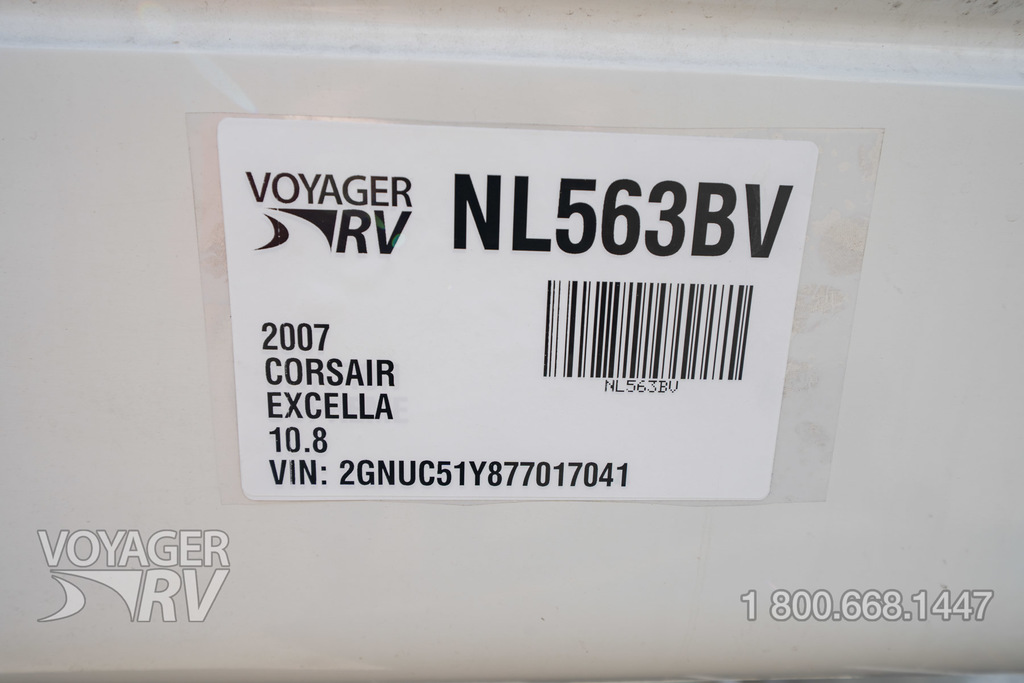 VOYAGER
RV
NL563BV
NL563BV
2007
CORSAIR
EXCELLA
10.8
VIN: 2GNUC51Y877017041
VOYAGER
RV
1 800.668.1447